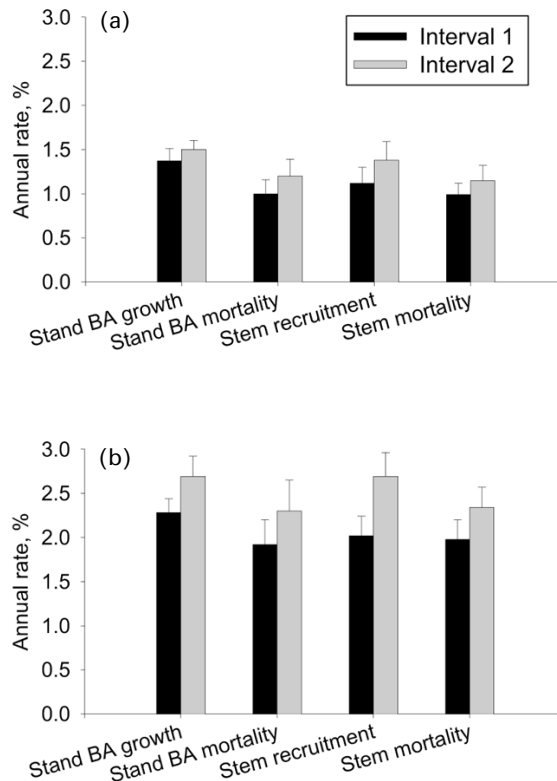 (a)
Interval 1
Interval 2
Annual rate, %
3.0
2.5
2.0
1.5
1.0
0.5
0.0
Stand BA growth
Stand BA mortality
Stem recruitment
Stem mortality
(b)
Annual rate, %
3.0
2.5
2.0
1.5
1.0
0.5
0.0
Stand BA growth
Stand BA mortality
Stem recruitment
Stem mortality